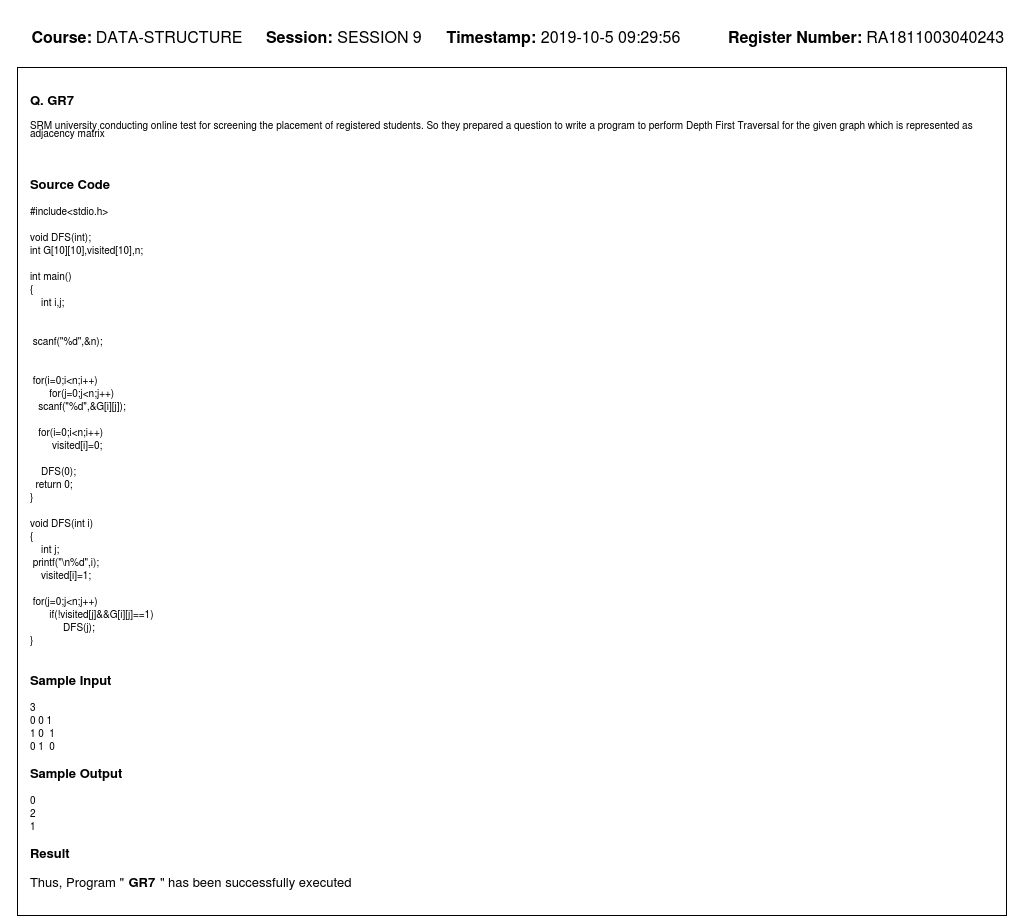 Course: DATA-STRUCTURE Session: SESSION 9 Timestamp: 2019-10-5 09:29:56 Register Number: RA1811003040243
Q. GR7
SRM university conducting online test for screening the placement of registered students. So they prepared a question to write a program to perform Depth First Traversal for the given graph which is represented as
adjacency matrix
Source Code
#include<stdio.h>
void DFS(int);
int G[10][10],visited[10],n;
int main()
{
int i,j;
scanf("%d",&n);
for(i=0;i<n;i++)
for(j=0;j<n;j++)
scanf("%d",&G[i][j]);
for(i=0;i<n;i++)
visited[i]=0;
DFS(0);
return 0;
}
void DFS(int i)
{
int j;
printf("\n%d",i);
visited[i]=1;
for(j=0;j<n;j++)
if(!visited[j]&&G[i][j]==1)
DFS(j);
}
Sample Input
3
0 0 1
1 0 1
0 1 0
Sample Output
0
2
1
Result
Thus, Program " GR7 " has been successfully executed